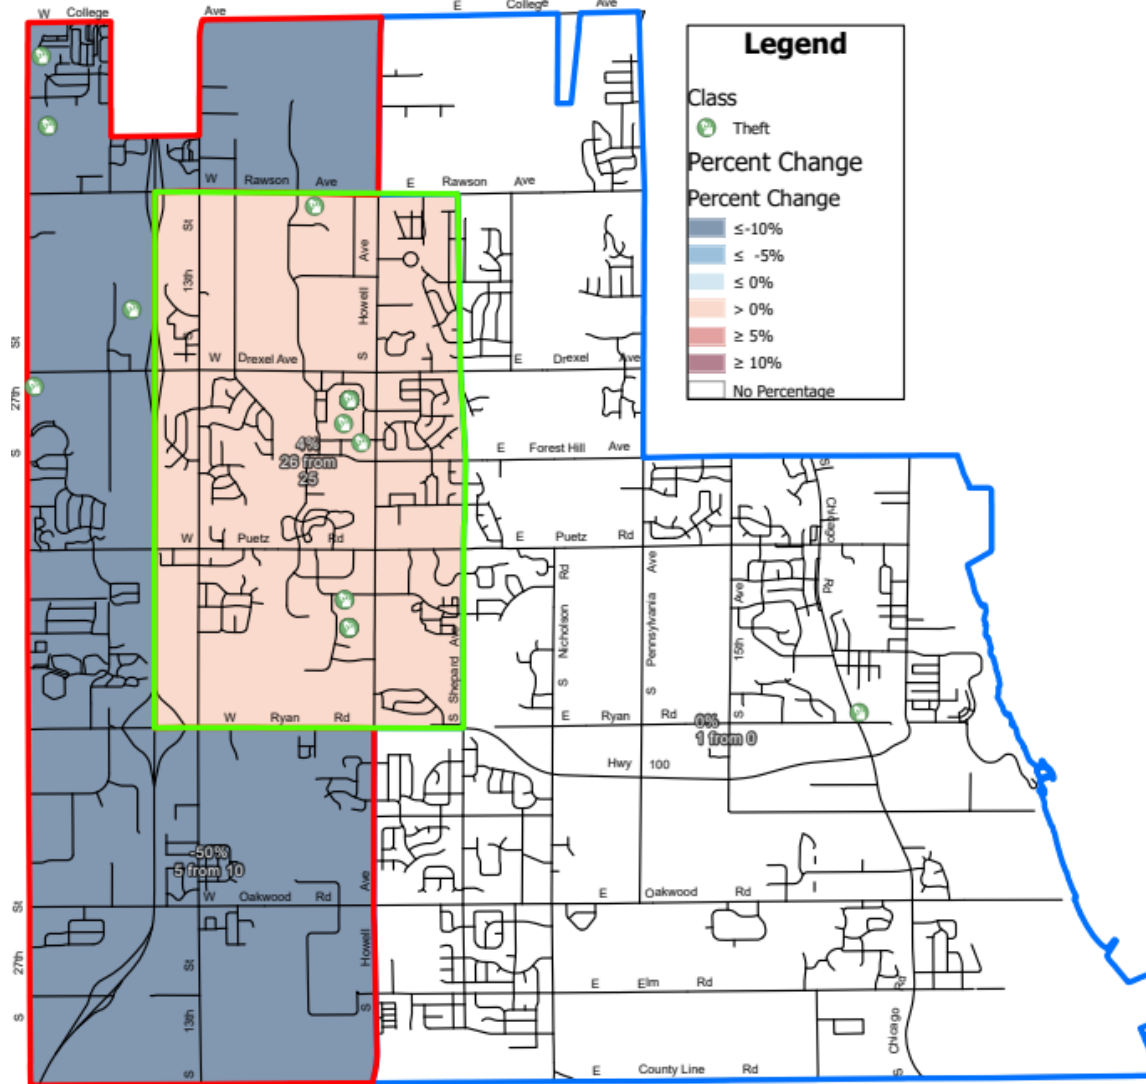 W College Ave E College Ave
Legend
Class
Theft
Percent Change
Percent Change
≤-10%
≤ -5%
≤ 0%
> 0%
≥ 5%
≥ 10%
No Percentage
W Rawson Ave E Rawson Ave
S 13th St
S Howell Ave
S 27th St
W Drexel Ave E Drexel Ave
E Forest Hill Ave
4%
26 from
25
W Puetz Rd E Puetz Rd
S Chicago Rd
S Nicholson Rd
S Pennsylvania Ave
S 15th Ave
S Shepard Ave
W Ryan Rd E Ryan Rd
0%
1 from 0
Hwy 100
-50%
5 from 10
W Oakwood Rd E Oakwood Rd
S 27th St
S 13th St
S Howell Ave
E Elm Rd
S Chicago Rd
E County Line Rd